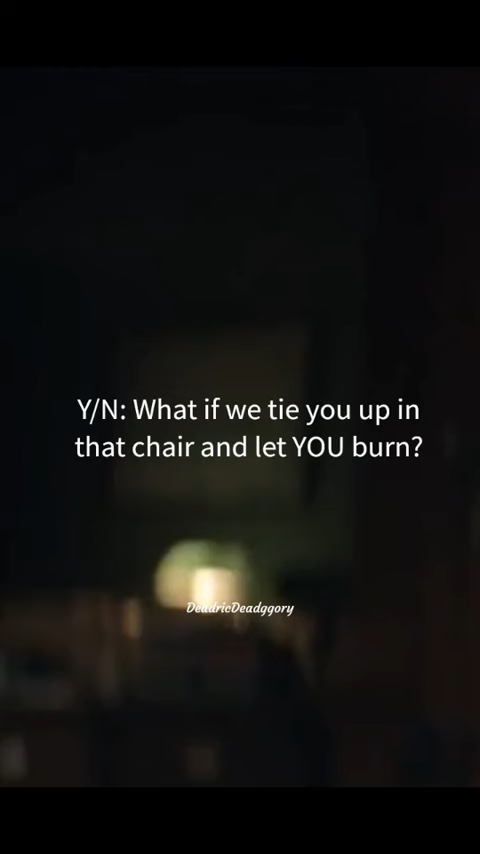 Y/N: What if we tie you up in
that chair and let YOU burn?
DeadricDeadggory